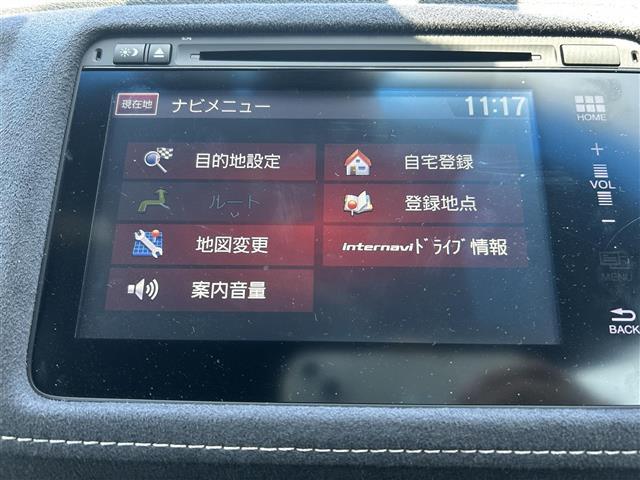 現在地 ナビメニュー 11:17
目的地設定 自宅登録
ルート 登録地点
地図変更 internaviﾄﾞﾗｲﾌﾞ情報
案内音量
HOME
+
VOL
-
MENU
BACK